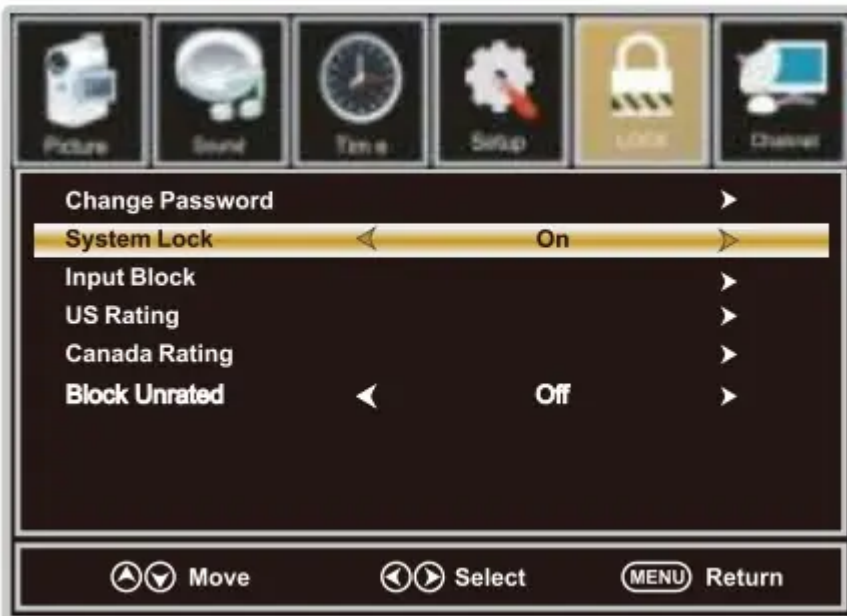 Picture Sound Time Setup LOCK Channel
Change Password
System Lock On
Input Block
US Rating
Canada Rating
Block Unrated Off
Move Select MENU Return